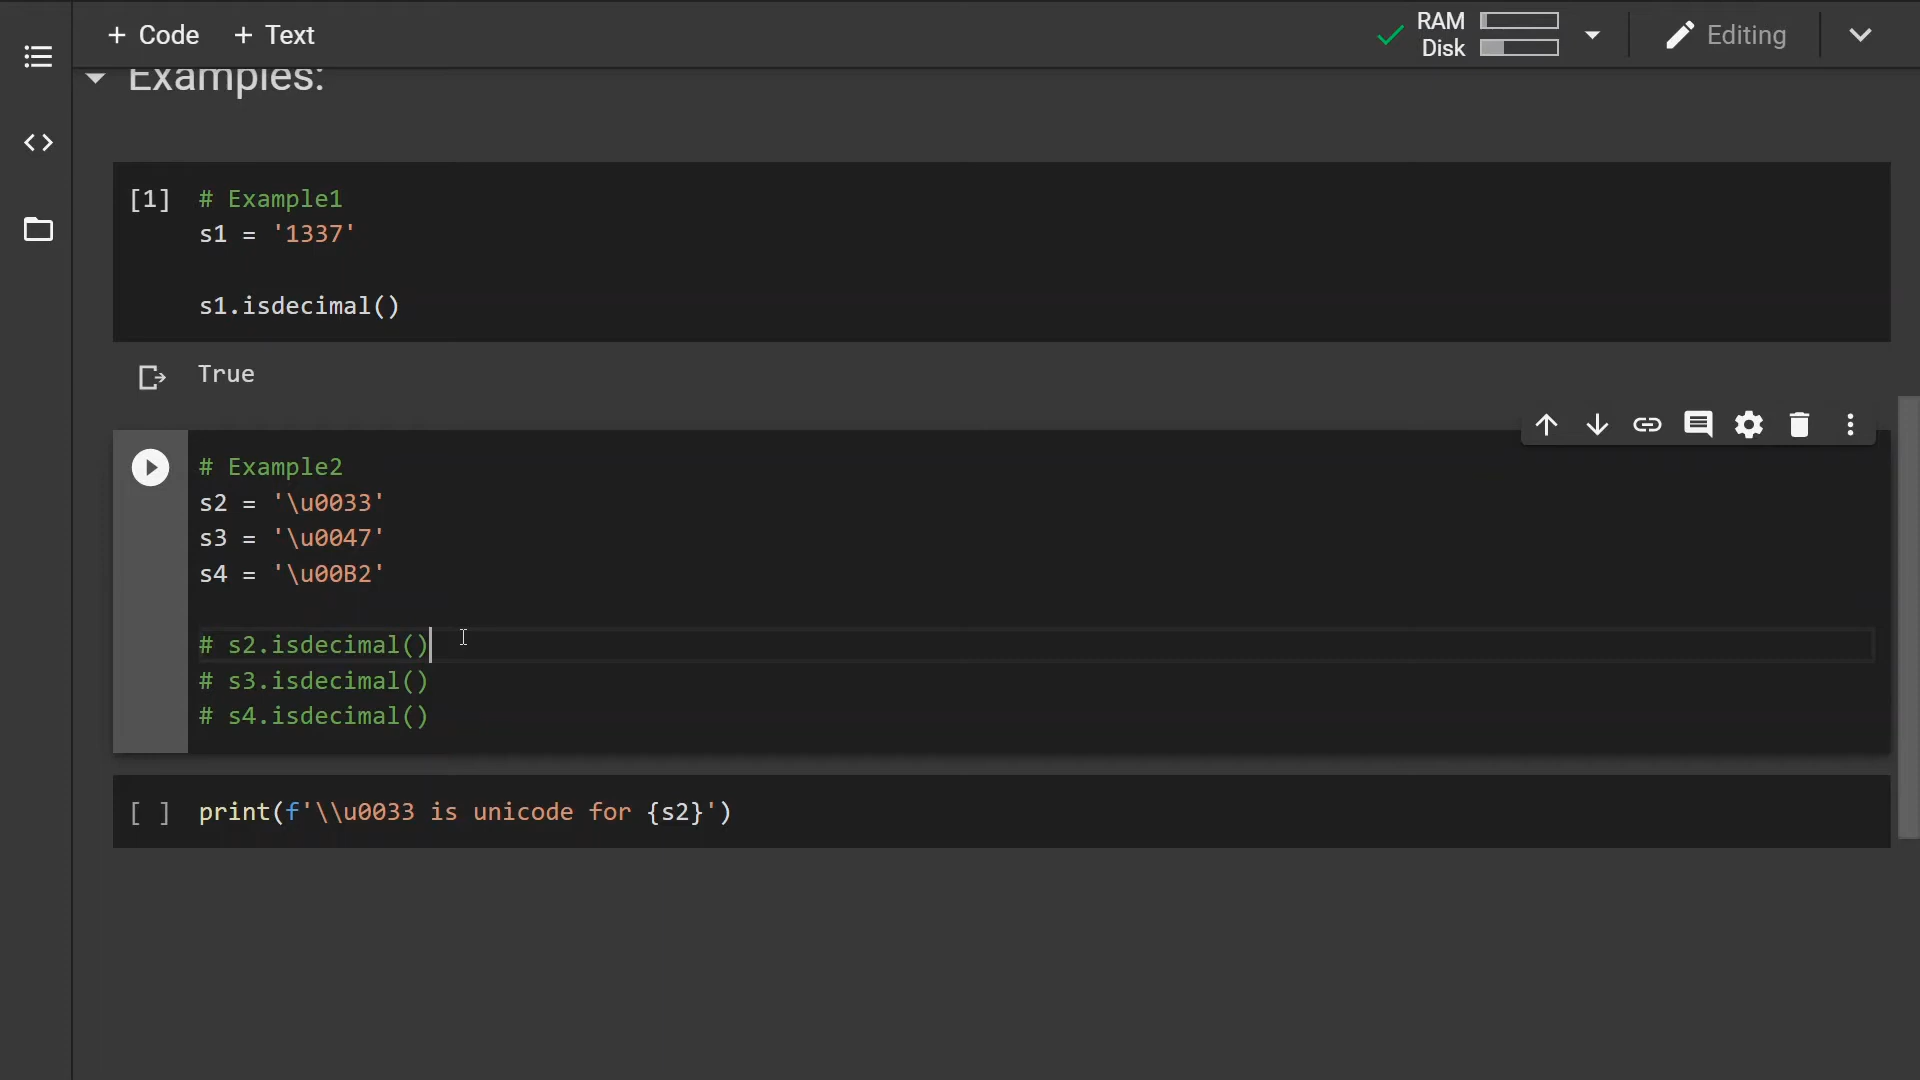 + Code + Text
RAM
Disk
Editing
Examples:
[1] # Example1
s1 = '1337'
s1.isdecimal()
True
# Example2
s2 = '\u0033'
s3 = '\u0047'
s4 = '\u00B2'
# s2.isdecimal()
# s3.isdecimal()
# s4.isdecimal()
[ ] print(f'\\u0033 is unicode for {s2}')